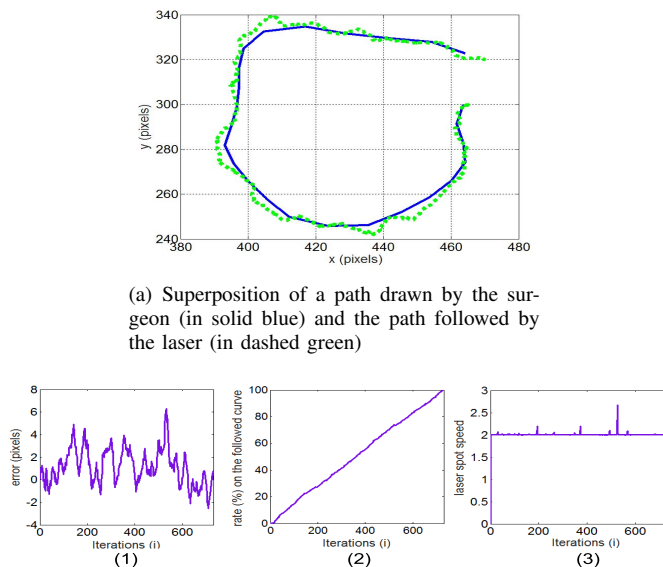 340
320
300
280
260
240
y (pixels)
380 400 420 440 460 480
x (pixels)
(a) Superposition of a path drawn by the sur-
geon (in solid blue) and the path followed by
the laser (in dashed green)
8
6
4
2
0
-2
-4
error (pixels)
0 200 400 600
Iterations (i)
(1)
100
80
60
40
20
0
rate (%) on the followed curve
0 200 400 600
Iterations (i)
(2)
3
2.5
2
1.5
1
0.5
0
laser spot speed
0 200 400 600
Iterations (i)
(3)